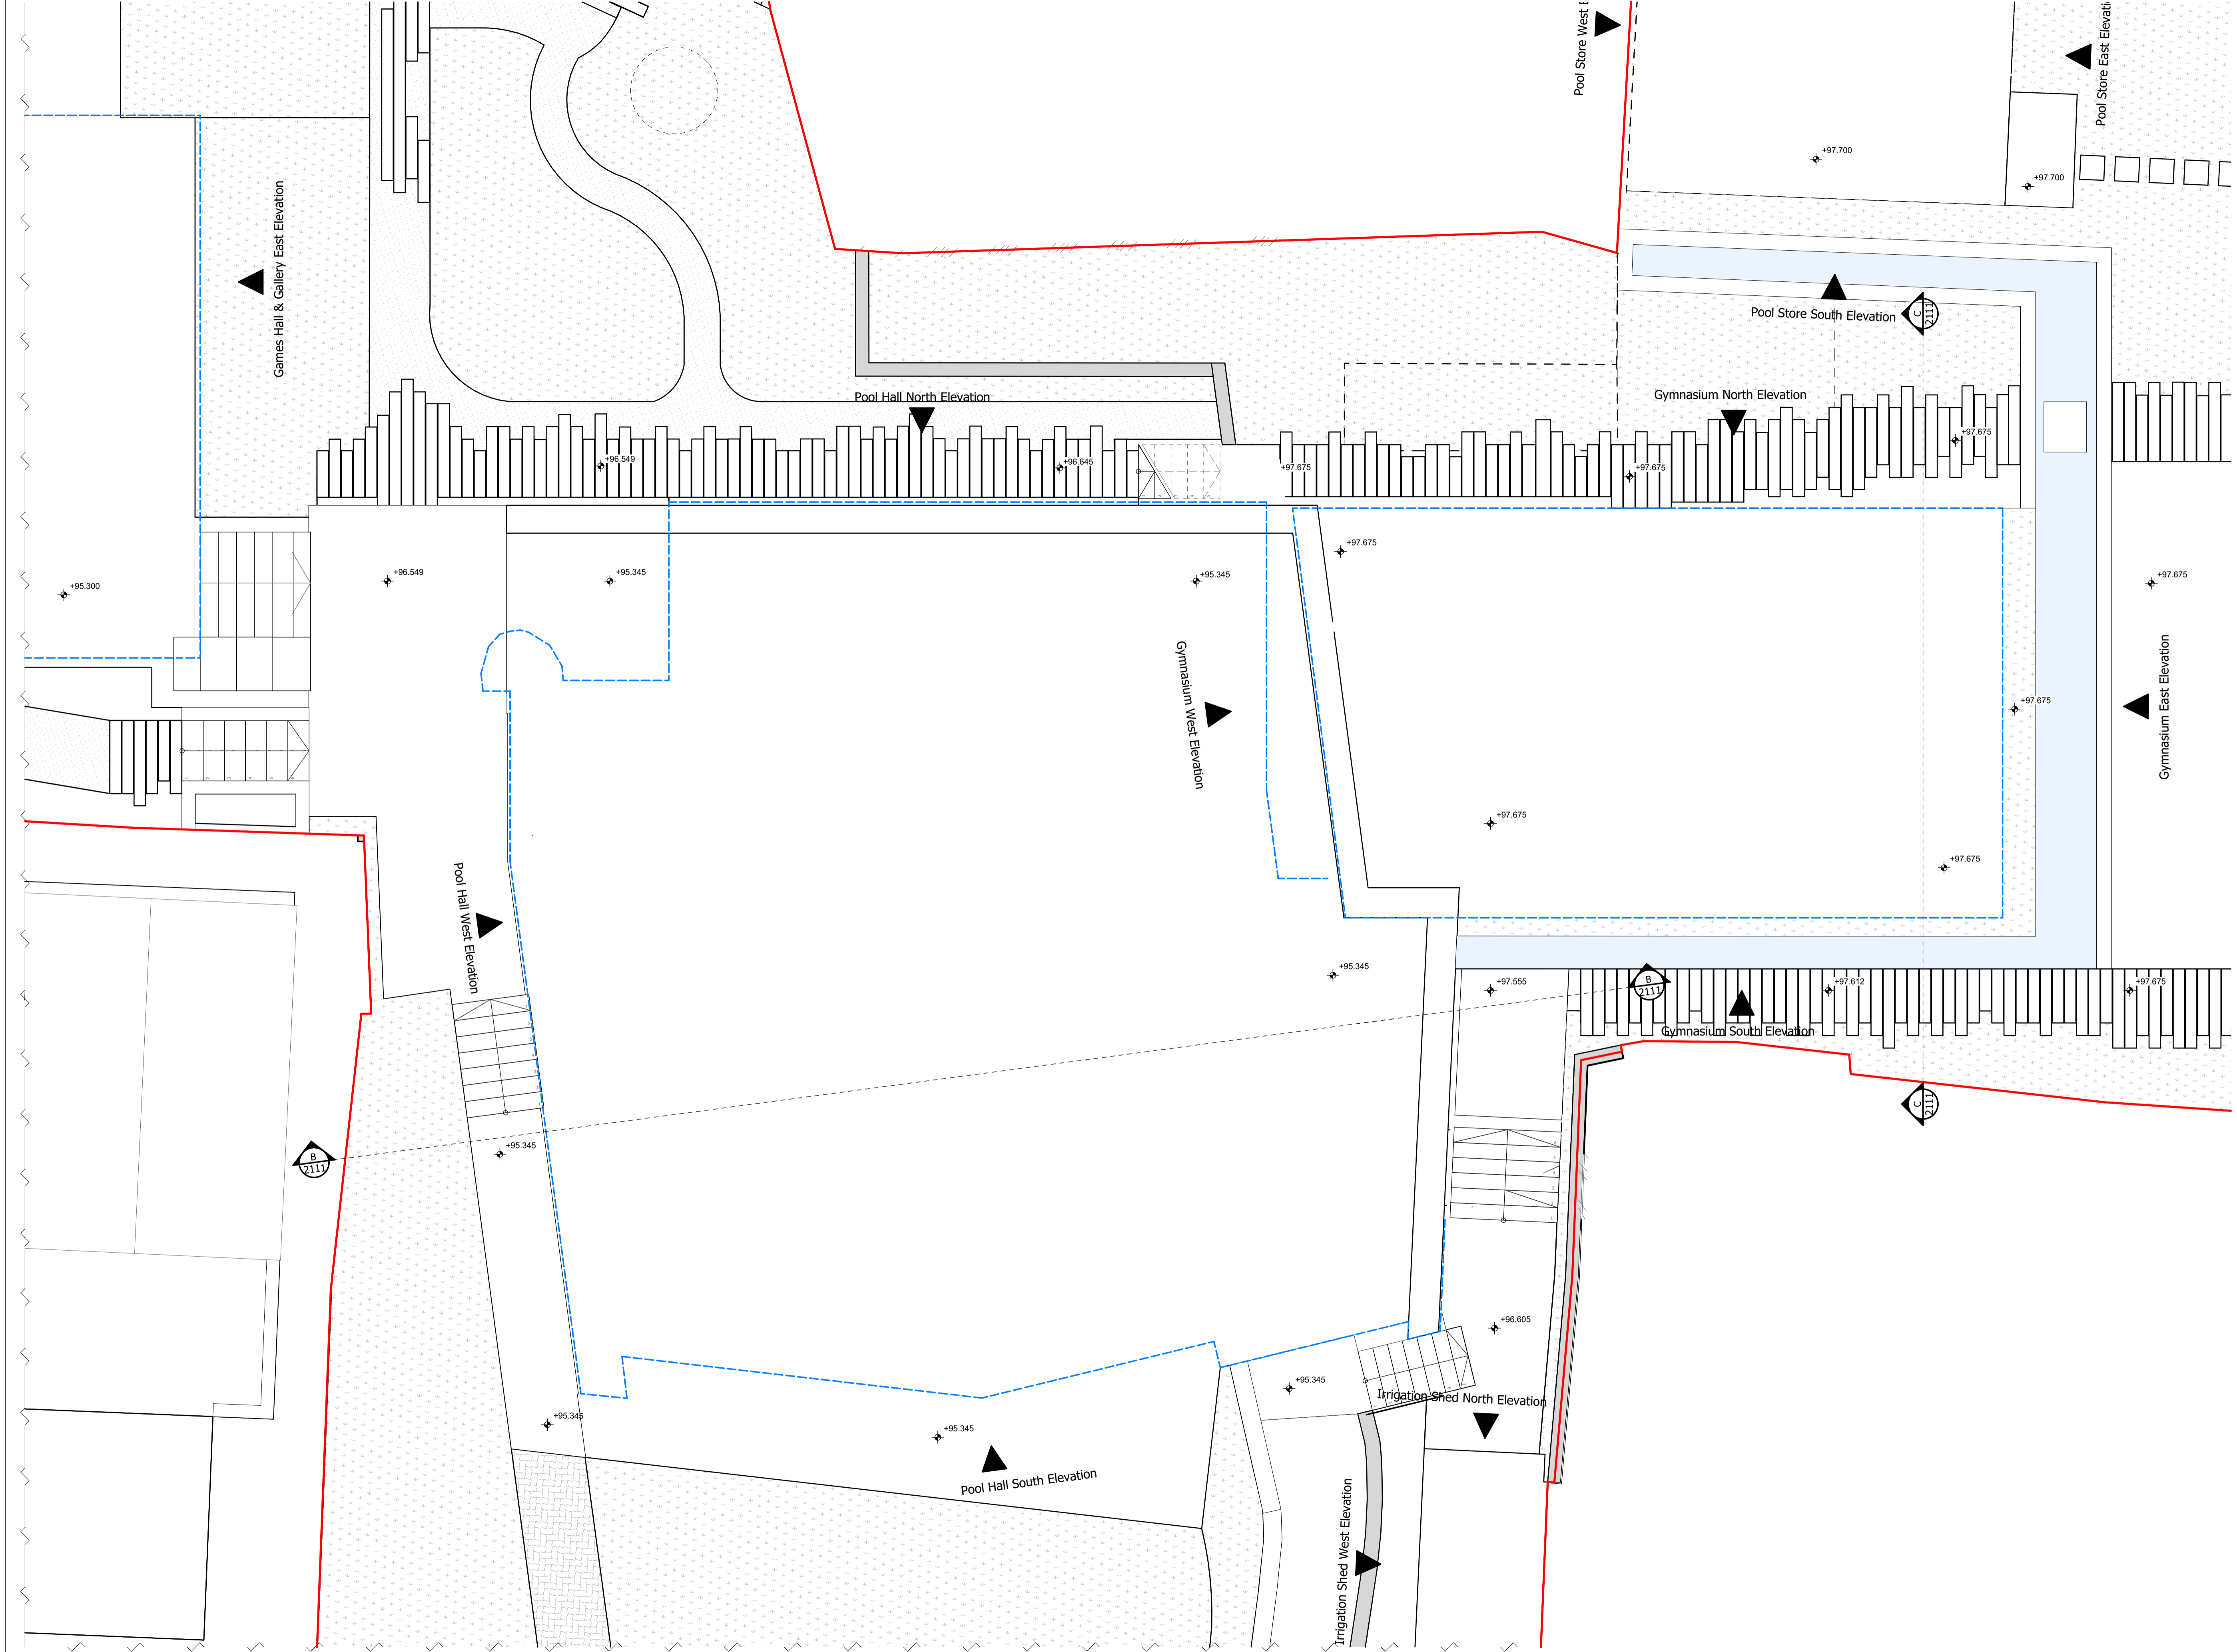 Pool Store West E
Pool Store East Elevati
+97.700
+97.700
Games Hall & Gallery East Elevation
Pool Store South Elevation
C
2111
Pool Hall North Elevation
Gymnasium North Elevation
+96.549
+96.645
+97.675
+97.675
+97.675
+95.300
+96.549
+95.345
+95.345
+97.675
+97.675
Gymnasium West Elevation
Gymnasium East Elevation
+97.675
+97.675
+97.675
Pool Hall West Elevation
+95.345
+97.555
B
2111
+97.612
+97.675
Gymnasium South Elevation
C
2111
B
2111
+95.345
+96.605
+95.345
Irrigation Shed North Elevation
+95.345
+95.345
Pool Hall South Elevation
Irrigation Shed West Elevation